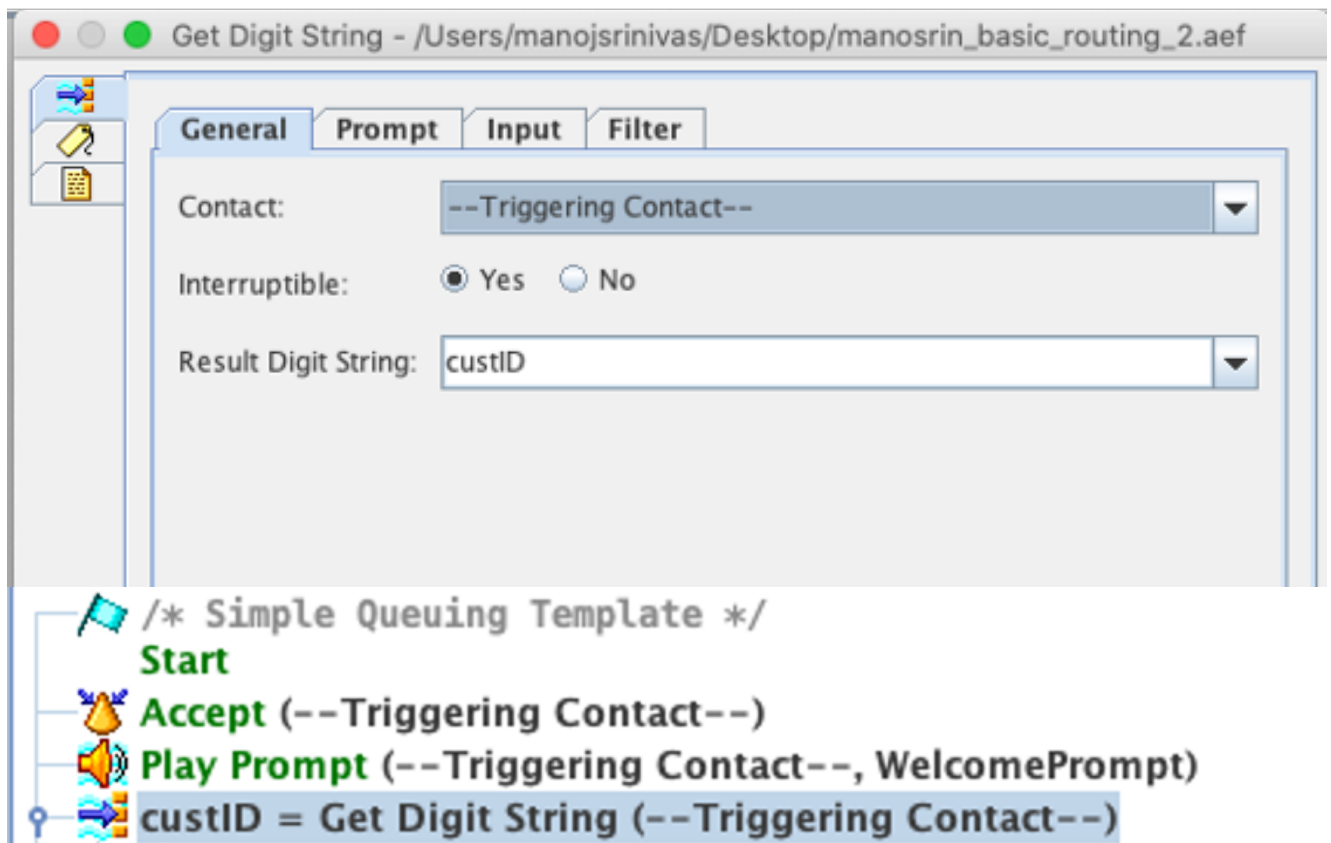 Get Digit String - /Users/manojsrinivas/Desktop/manosrin_basic_routing_2.aef
General Prompt Input Filter
Contact: --Triggering Contact--
Interruptible: Yes No
Result Digit String: custID
/* Simple Queuing Template */
Start
Accept (--Triggering Contact--)
Play Prompt (--Triggering Contact--, WelcomePrompt)
custID = Get Digit String (--Triggering Contact--)